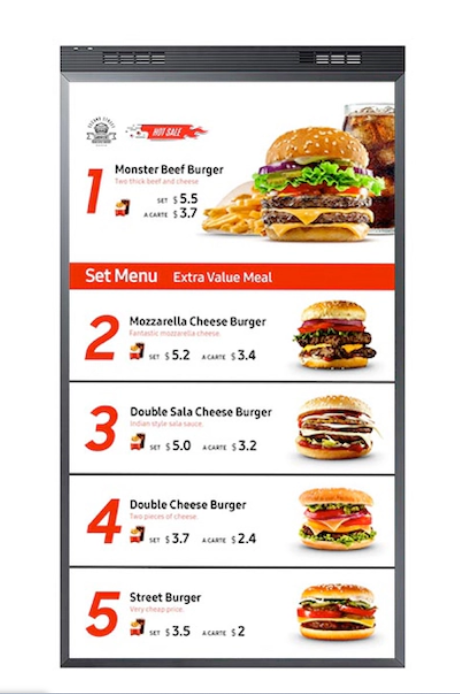 HOT SALE
1
Monster Beef Burger
Two thick beef and cheese
SET $ 5.5
A CARTE $ 3.7
Set Menu Extra Value Meal
2
Mozzarella Cheese Burger
Fantastic mozzarella cheese.
SET $ 5.2 A CARTE $ 3.4
3
Double Sala Cheese Burger
Indian style sala sauce.
SET $ 5.0 A CARTE $ 3.2
4
Double Cheese Burger
Two pieces of cheese.
SET $ 3.7 A CARTE $ 2.4
5
Street Burger
Very cheap price.
SET $ 3.5 A CARTE $ 2